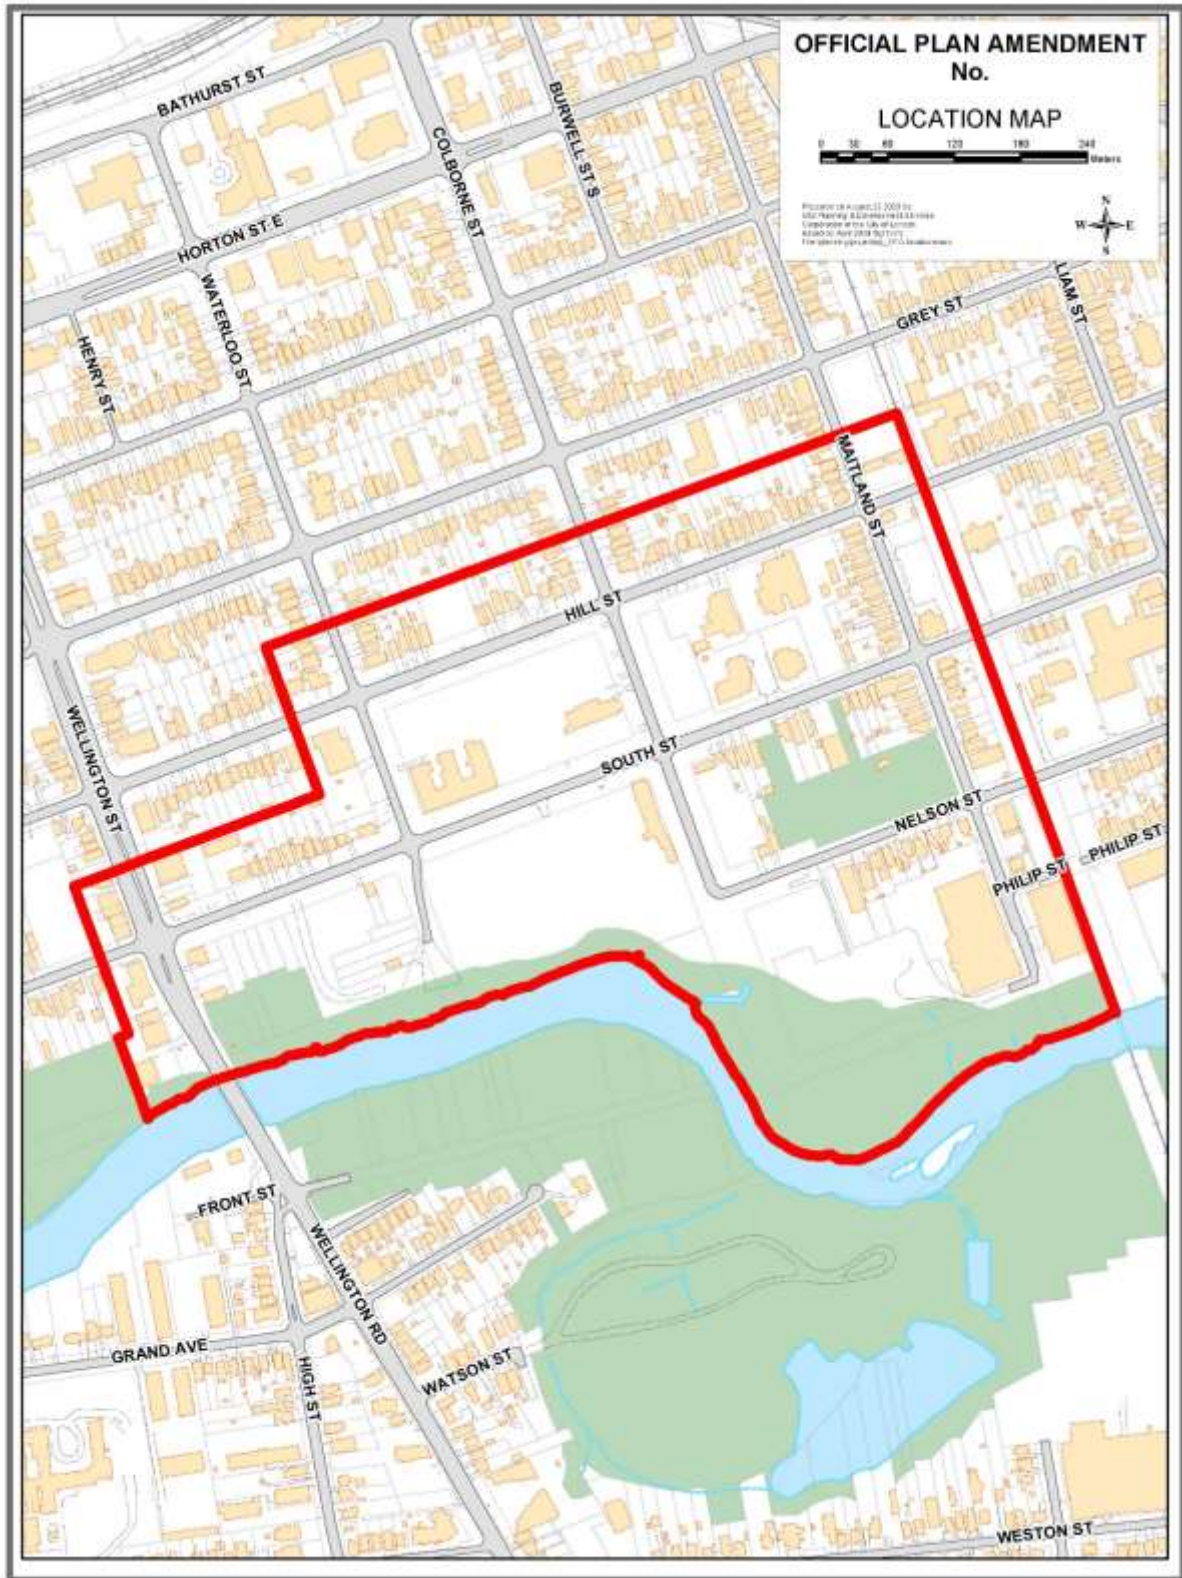 OFFICIAL PLAN AMENDMENT
No.
LOCATION MAP
0 30 60 120 180 240
Meters
N
W E
S
BATHURST ST
BURWELL ST S
COLBORNE ST
HORTON ST E
WATERLOO ST
HENRY ST
LIAM ST
GREY ST
MAITLAND ST
HILL ST
WELLINGTON ST
SOUTH ST
NELSON ST
PHILIP ST
PHILIP ST
FRONT ST
WELLINGTON RD
GRAND AVE
HIGH ST
WATSON ST
WESTON ST